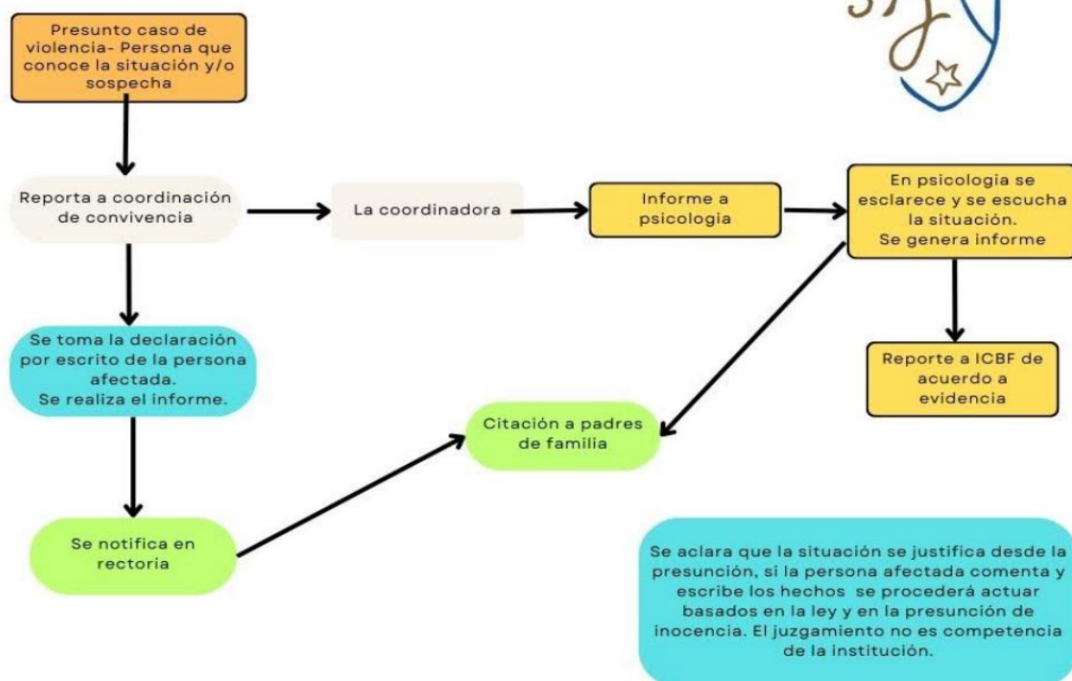 Presunto caso de
violencia- Persona que
conoce la situación y/o
sospecha
Reporta a coordinación
de convivencia
La coordinadora
Informe a
psicologia
En psicologia se
esclarece y se escucha
la situación.
Se genera informe
Se toma la declaración
por escrito de la persona
afectada.
Se realiza el informe.
Reporte a ICBF de
acuerdo a
evidencia
Citación a padres
de familia
Se notifica en
rectoria
Se aclara que la situación se justifica desde la
presunción, si la persona afectada comenta y
escribe los hechos se procederá actuar
basados en la ley y en la presunción de
inocencia. El juzgamiento no es competencia
de la institución.